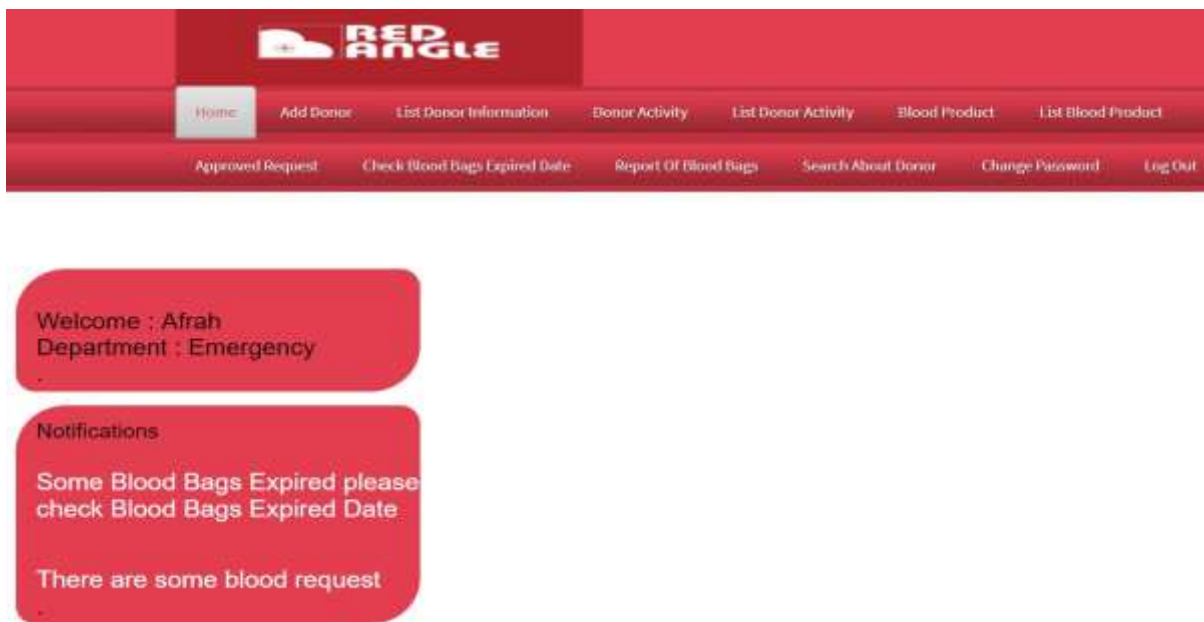 RED
ANGLE
Home Add Donor List Donor Information Donor Activity List Donor Activity Blood Product List Blood Product
Approved Request Check Blood Bags Expired Date Report Of Blood Bags Search About Donor Change Password Log Out
Welcome : Afrah
Department : Emergency
.
Notifications
Some Blood Bags Expired please
check Blood Bags Expired Date
There are some blood request
.